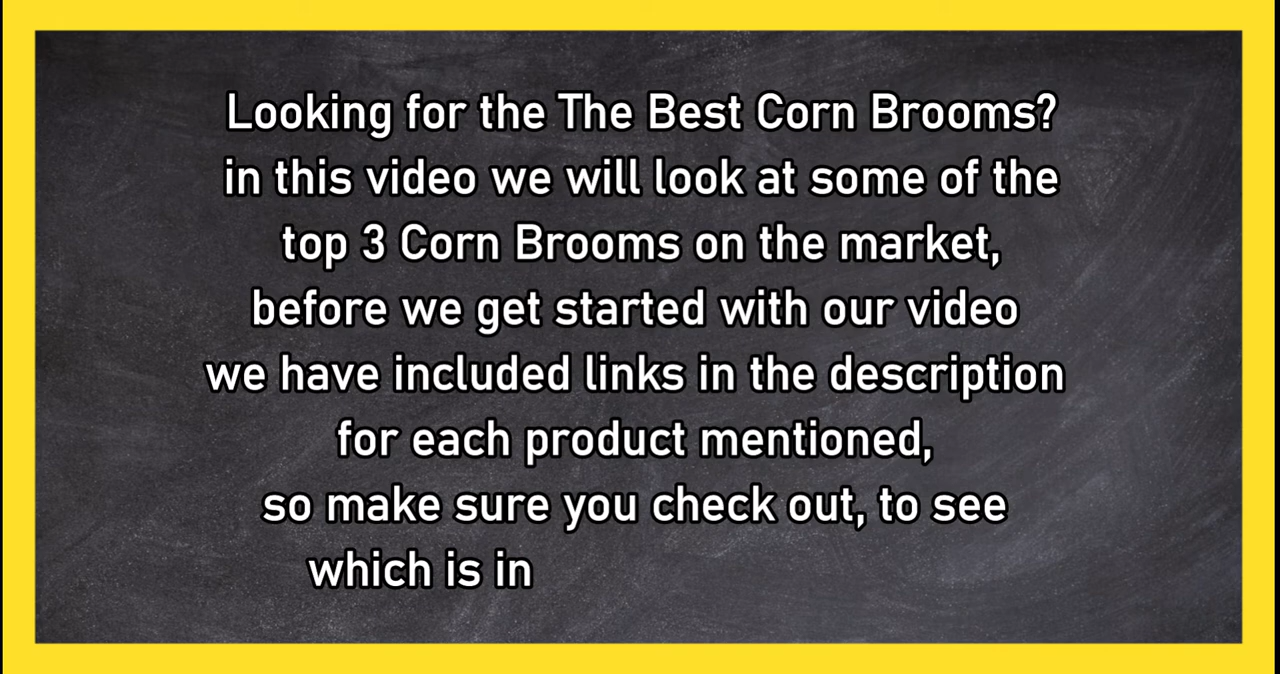 Looking for the The Best Corn Brooms?
in this video we will look at some of the
top 3 Corn Brooms on the market,
before we get started with our video
we have included links in the description
for each product mentioned,
so make sure you check out, to see
which is in